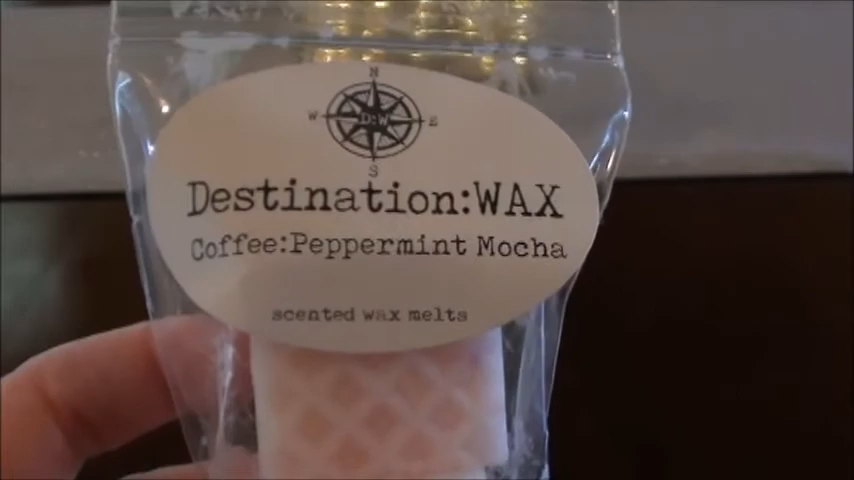 N
W D:W E
S
Destination:WAX
Coffee:Peppermint Mocha
scented wax melts